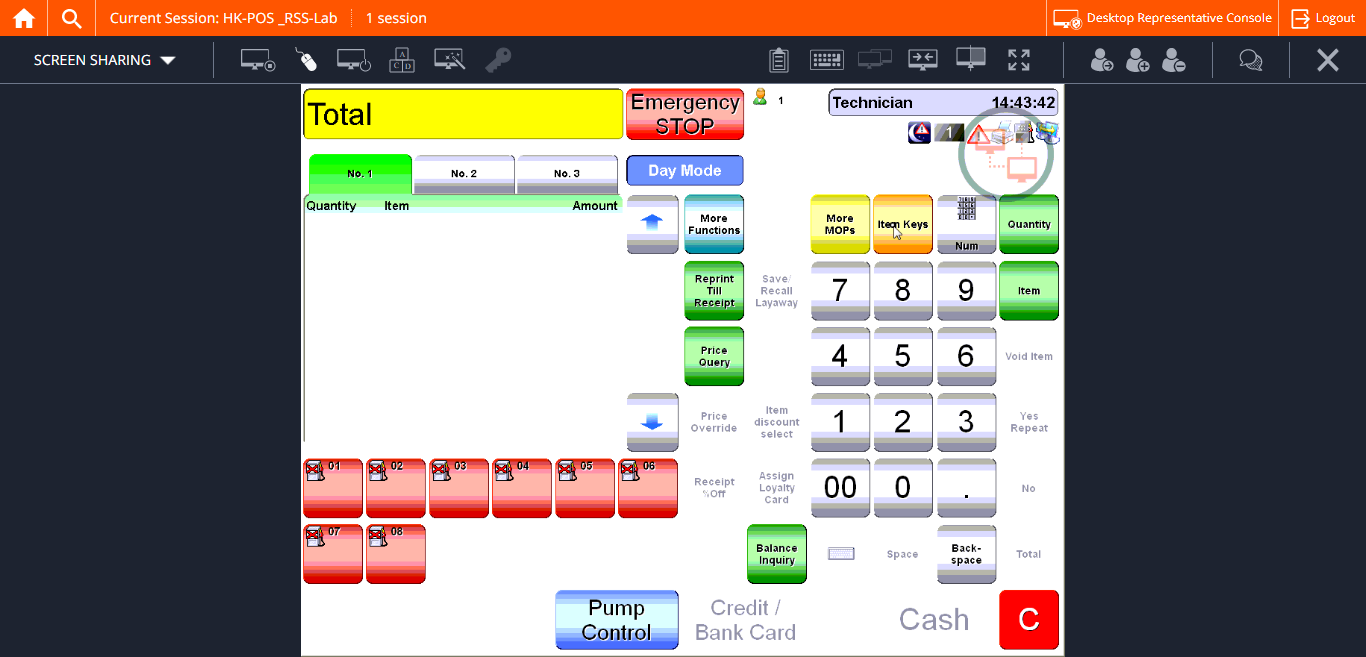 Current Session: HK-POS _RSS-Lab
1 session
Desktop Representative Console
Logout
SCREEN SHARING
A
C D
Total
Emergency
STOP
1
Technician
14:43:42
1
No. 1
No. 2
No. 3
Day Mode
Quantity
Item
Amount
More
Functions
More
MOPs
Item Keys
Num
Quantity
Reprint
Till
Receipt
Save/
Recall
Layaway
7
8
9
Item
Price
Query
4
5
6
Void Item
Price
Override
Item
discount
select
1
2
3
Yes
Repeat
01
02
03
04
05
06
Receipt
%Off
Assign
Loyalty
Card
00
0
.
No
07
08
Balance
Inquiry
Space
Back-
space
Total
Pump
Control
Credit /
Bank Card
Cash
C